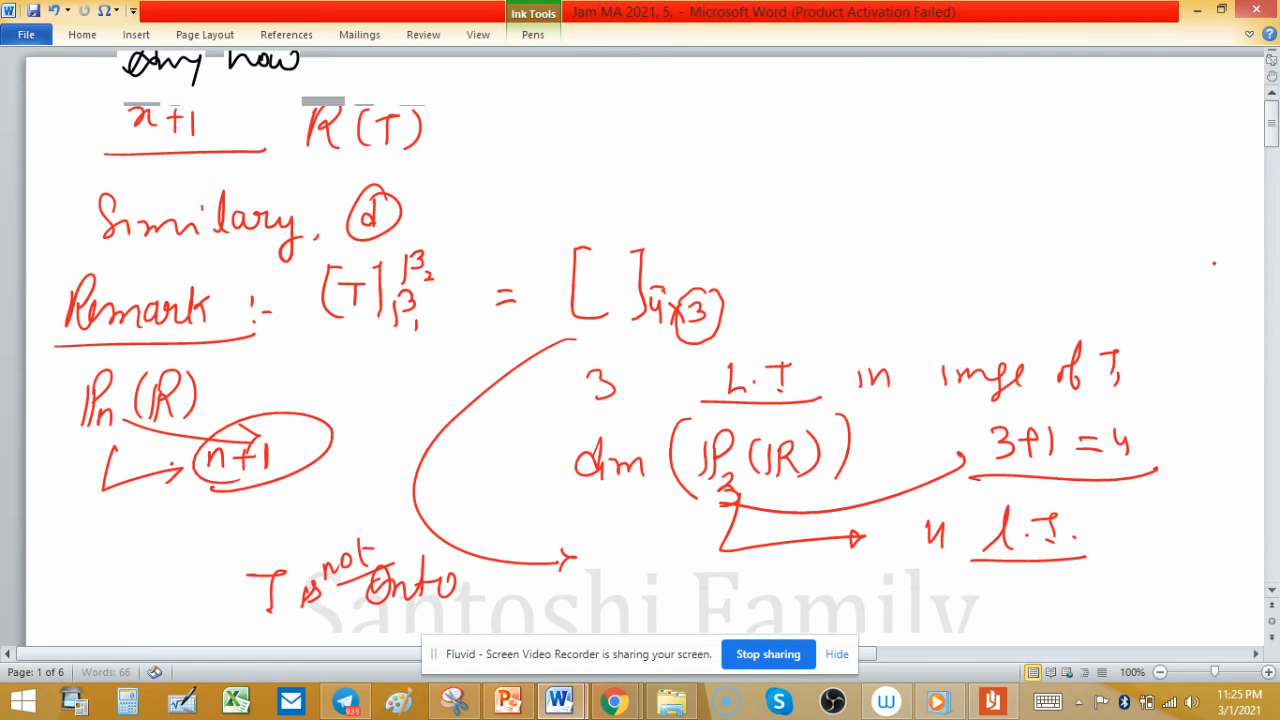 Ink Tools
Jam MA 2021, 5. - Microsoft Word (Product Activation Failed)
File Home Insert Page Layout References Mailings Review View Pens
now
x+1 R(T)
Similary, d
Remark :- [T]β₁^β₂ = [ ]4×3
3 L.I in imge of T,
Pn(R)
dim (P3(R)) 3+1 = 4
n+1
4 l.I.
T is not onto
Santoshi Family
Fluvid - Screen Video Recorder is sharing your screen. Stop sharing Hide
Page: 1 of 6 Words: 66 100%
11:25 PM
3/1/2021